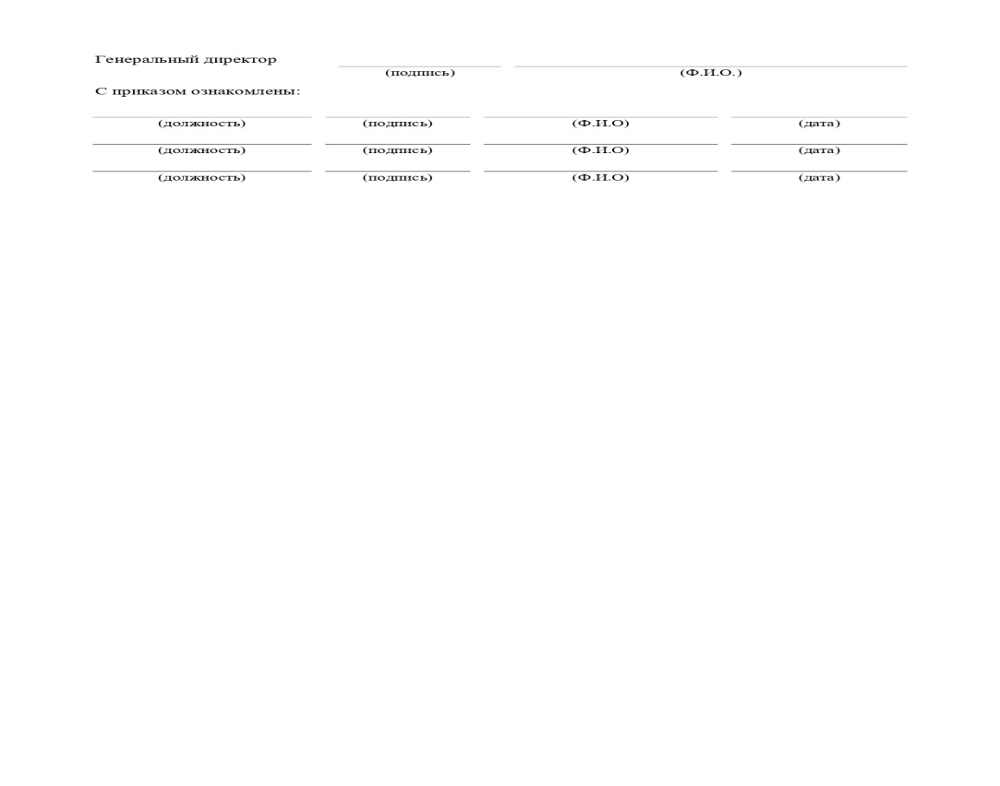 Генеральный директор
(подпись) (Ф.И.О.)
С приказом ознакомлены:
(должность) (подпись) (Ф.И.О) (дата)
(должность) (подпись) (Ф.И.О) (дата)
(должность) (подпись) (Ф.И.О) (дата)